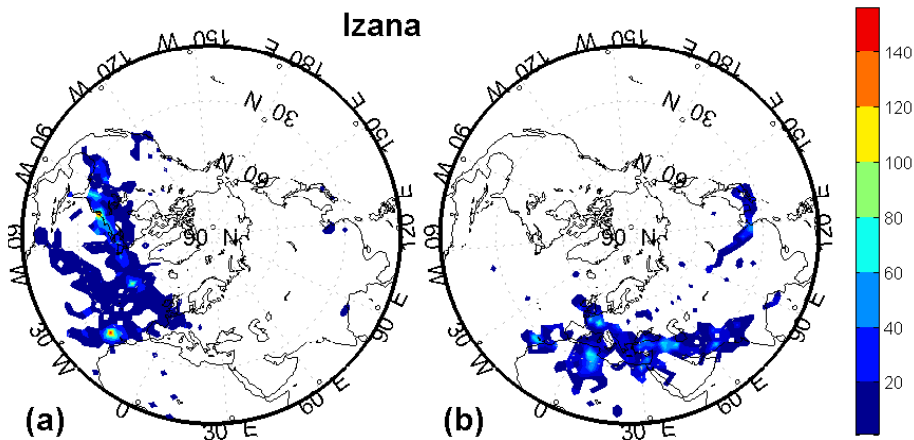 Izana
150 W
180
120 W
150 E
90 W
120 E
60 W
90 E
30 W
60 E
0
30 E
30 N
60 N
90 N
(a)
150 W
180
120 W
150 E
90 W
120 E
60 W
90 E
30 W
60 E
0
30 E
30 N
60 N
90 N
(b)
140
120
100
80
60
40
20